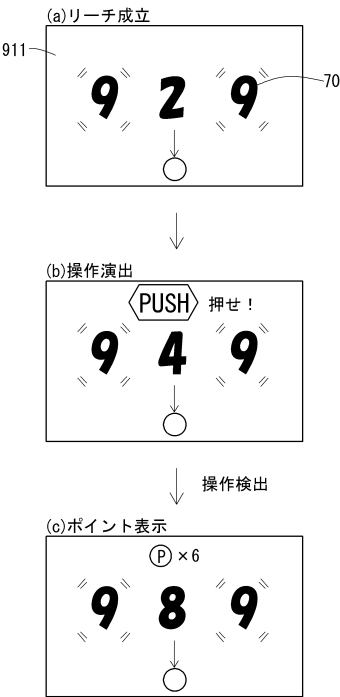 (a)リーチ成立
911
9 2 9
70
(b)操作演出
PUSH 押せ！
9 4 9
操作検出
(c)ポイント表示
P ×6
9 8 9